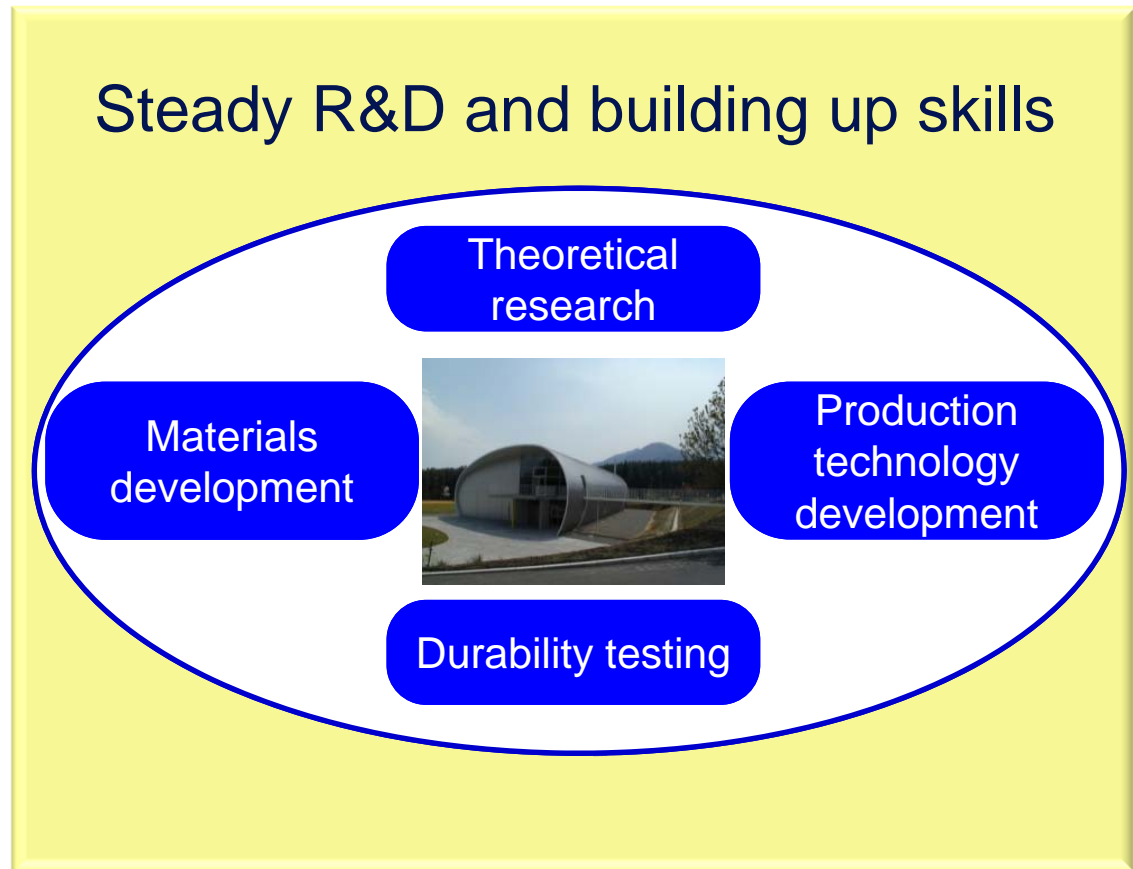 Steady R&D and building up skills
Theoretical
research
Materials
development
Production
technology
development
Durability testing